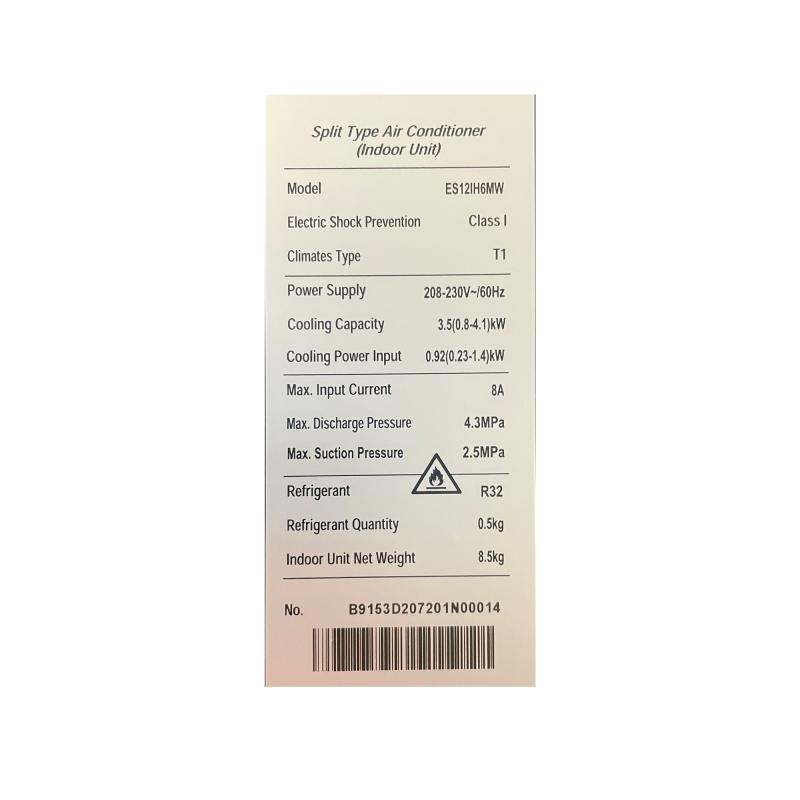 Split Type Air Conditioner
(Indoor Unit)
Model ES12IH6MW
Electric Shock Prevention Class I
Climates Type T1
Power Supply 208-230V~/60Hz
Cooling Capacity 3.5(0.8-4.1)kW
Cooling Power Input 0.92(0.23-1.4)kW
Max. Input Current 8A
Max. Discharge Pressure 4.3MPa
Max. Suction Pressure 2.5MPa
Refrigerant R32
Refrigerant Quantity 0.5kg
Indoor Unit Net Weight 8.5kg
No. B9153D207201N00014